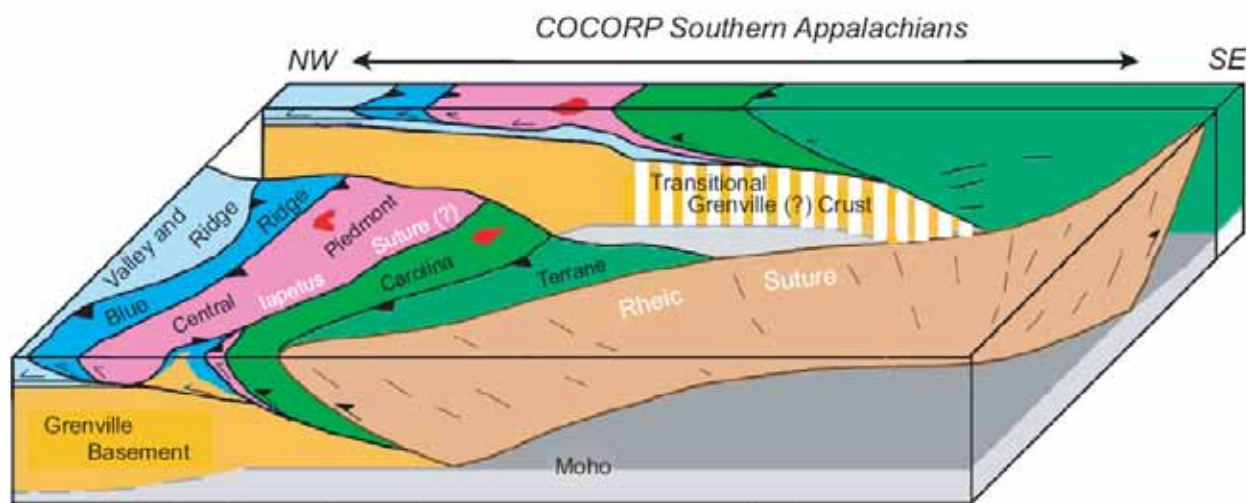 COCORP Southern Appalachians
NW
SE
Transitional
Grenville (?) Crust
Valley and
Ridge
Blue
Ridge
Central
Piedmont
Iapetus
Suture (?)
Carolina
Terrane
Rheic
Suture
Grenville
Basement
Moho